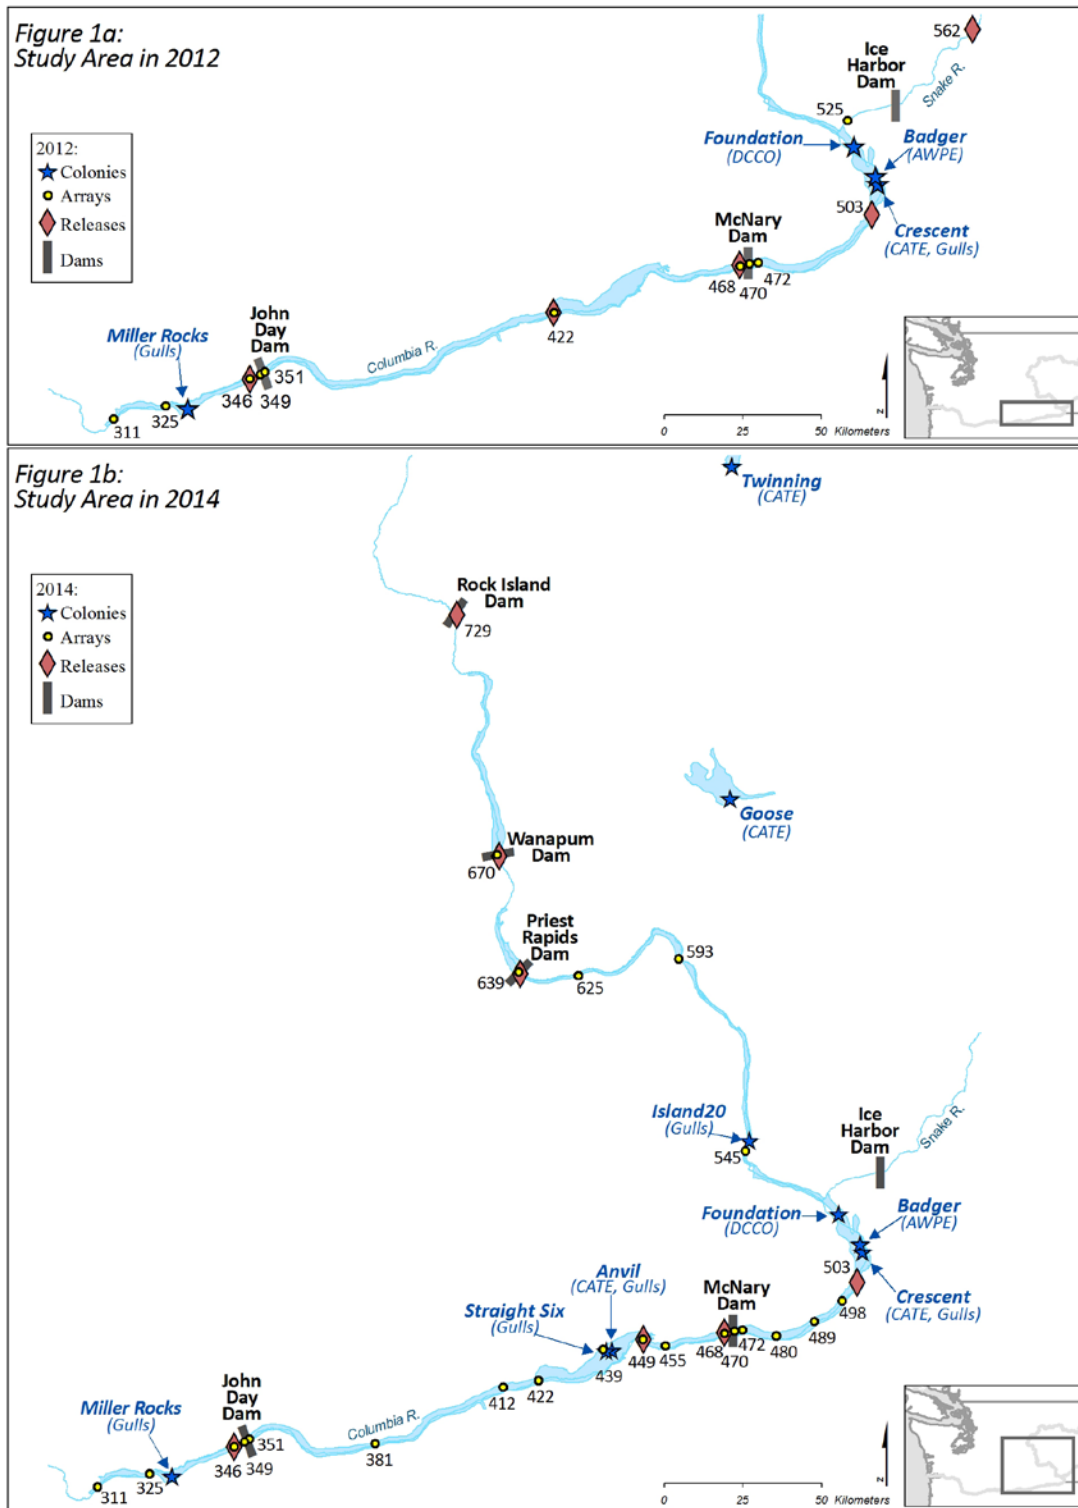 Figure 1a:
Study Area in 2012
562
Ice
Harbor
Dam
Snake R.
525
2012:
Colonies
Arrays
Releases
Dams
Foundation
(DCCO)
Badger
(AWPE)
503
McNary
Dam
Crescent
(CATE, Gulls)
468
470
472
John
Day
Dam
Miller Rocks
(Gulls)
422
Columbia R.
351
346
349
325
311
N
0 25 50 Kilometers
Figure 1b:
Study Area in 2014
Twinning
(CATE)
2014:
Colonies
Arrays
Releases
Dams
Rock Island
Dam
729
Goose
(CATE)
Wanapum
Dam
670
Priest
Rapids
Dam
593
639
625
Island20
(Gulls)
Ice
Harbor
Dam
Snake R.
545
Foundation
(DCCO)
Badger
(AWPE)
503
Anvil
(CATE, Gulls)
McNary
Dam
Crescent
(CATE, Gulls)
Straight Six
(Gulls)
498
489
439
449
455
468
470
472
480
John
Day
Dam
Miller Rocks
(Gulls)
412
422
Columbia R.
351
346
349
381
325
311
N
0 25 50 Kilometers